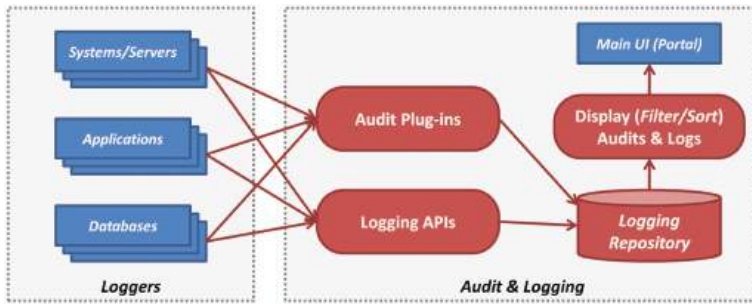 Systems/Servers
Applications
Databases
Loggers
Audit Plug-ins
Logging APIs
Main UI (Portal)
Display (Filter/Sort)
Audits & Logs
Logging
Repository
Audit & Logging